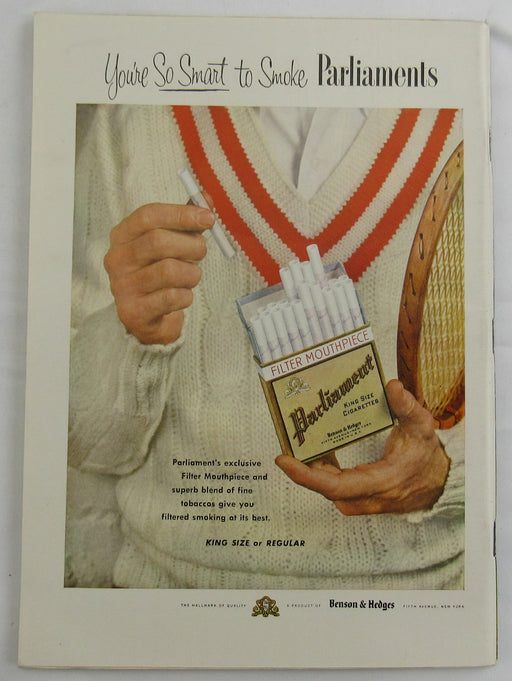 You're So Smart to Smoke Parliaments
FILTER MOUTHPIECE
Parliament
KING SIZE
CIGARETTES
Benson & Hedges
Parliament's exclusive
Filter Mouthpiece and
superb blend of fine
tobaccos give you
filtered smoking at its best.
KING SIZE or REGULAR
THE HALLMARK OF QUALITY A PRODUCT OF Benson & Hedges FIFTH AVENUE, NEW YORK